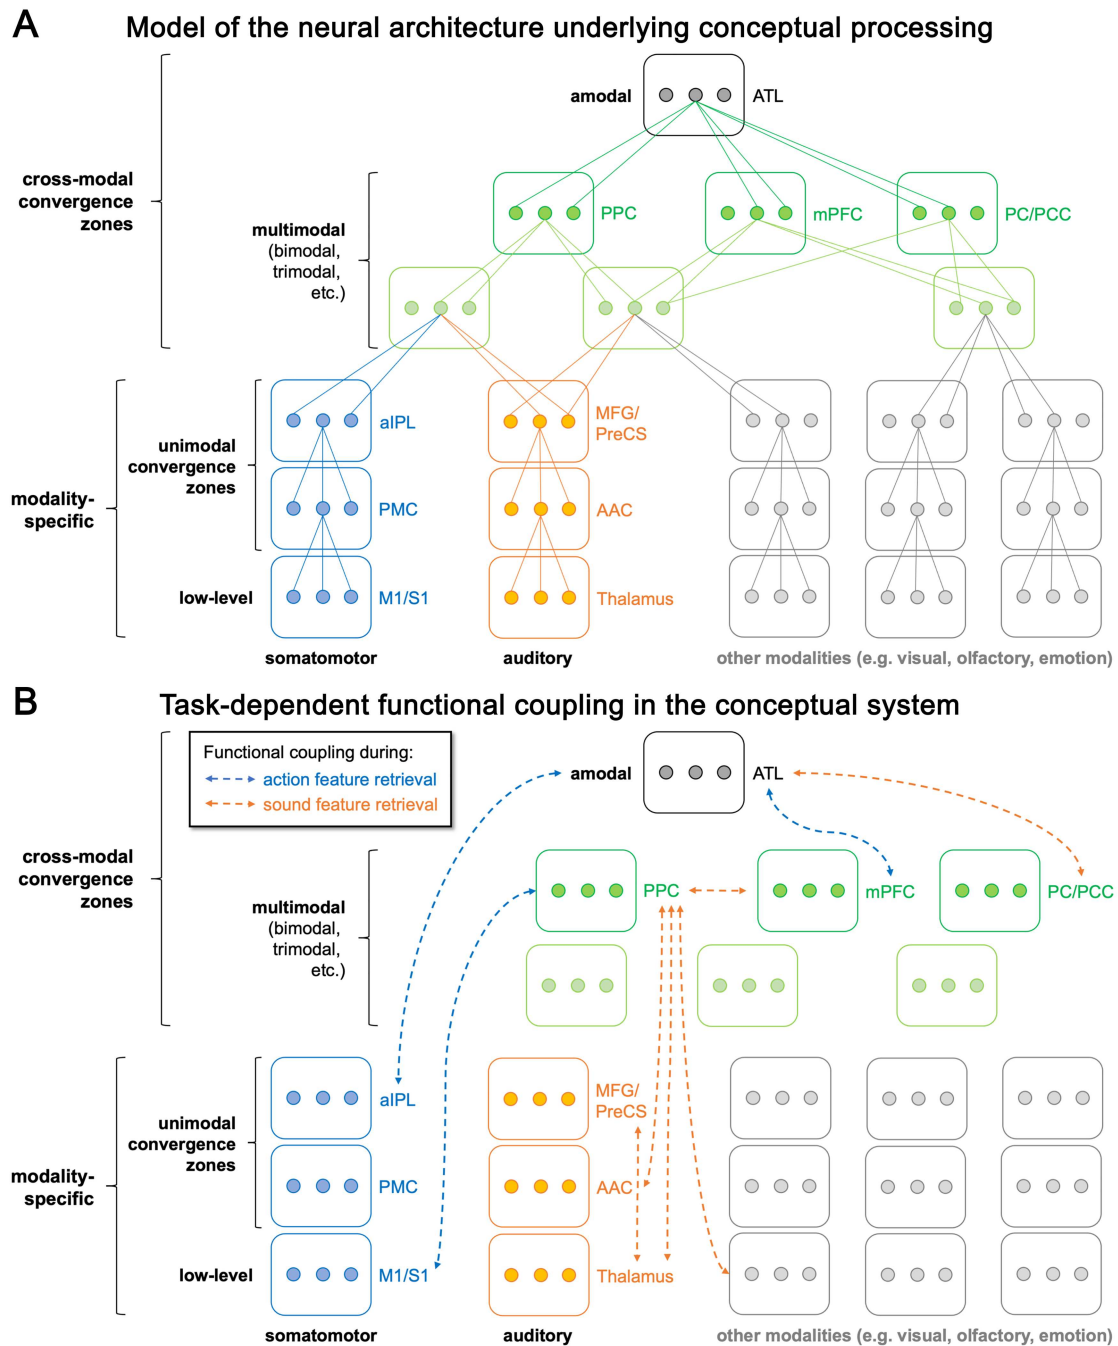 A
Model of the neural architecture underlying conceptual processing
amodal
ATL
cross-modal
convergence
zones
multimodal
(bimodal,
trimodal,
etc.)
PPC
mPFC
PC/PCC
modality-
specific
unimodal
convergence
zones
aIPL
MFG/
PreCS
PMC
AAC
low-level
M1/S1
Thalamus
somatomotor
auditory
other modalities (e.g. visual, olfactory, emotion)
B
Task-dependent functional coupling in the conceptual system
Functional coupling during:
action feature retrieval
sound feature retrieval
amodal
ATL
cross-modal
convergence
zones
multimodal
(bimodal,
trimodal,
etc.)
PPC
mPFC
PC/PCC
modality-
specific
unimodal
convergence
zones
aIPL
MFG/
PreCS
PMC
AAC
low-level
M1/S1
Thalamus
somatomotor
auditory
other modalities (e.g. visual, olfactory, emotion)